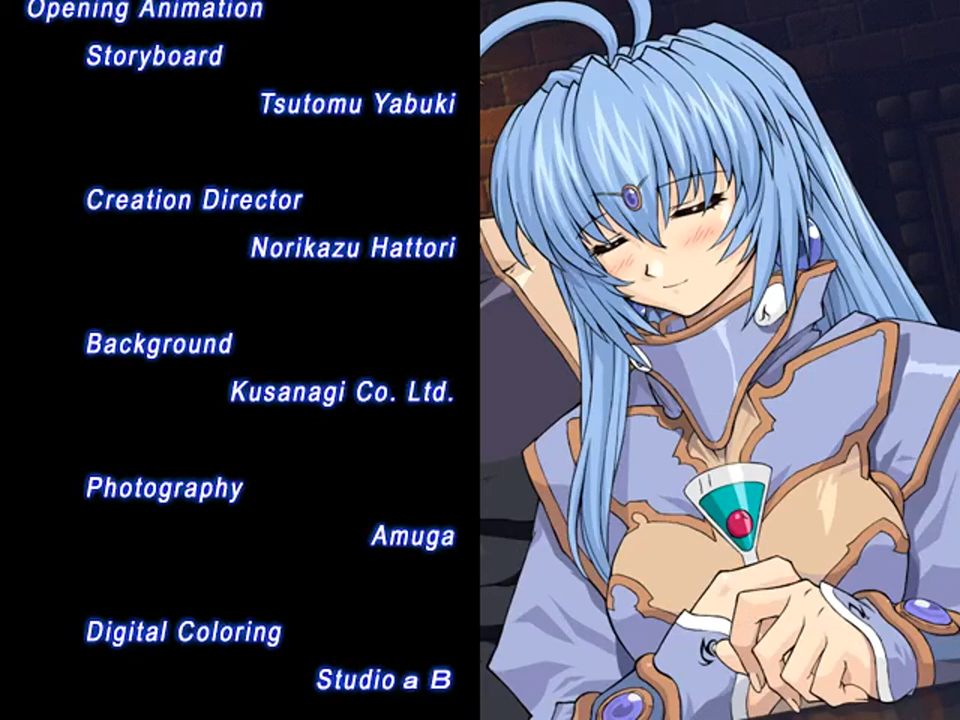 Opening Animation
Storyboard
Tsutomu Yabuki
Creation Director
Norikazu Hattori
Background
Kusanagi Co. Ltd.
Photography
Amuga
Digital Coloring
Studio a B